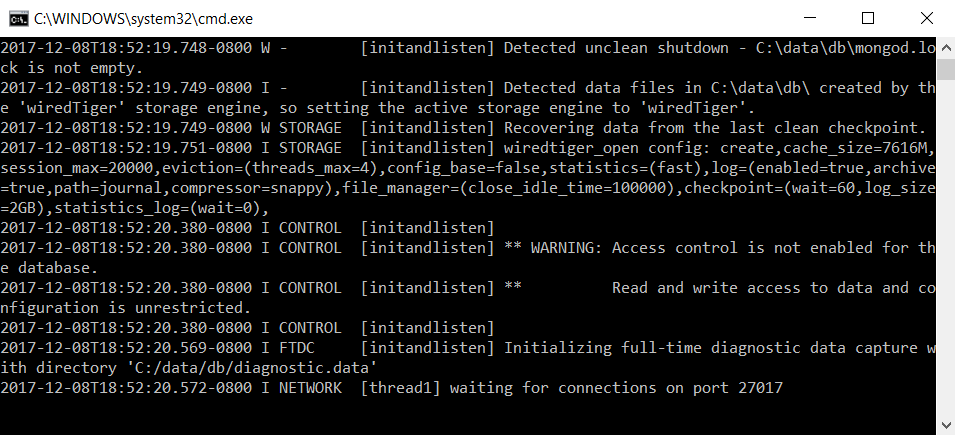 C:\WINDOWS\system32\cmd.exe
2017-12-08T18:52:19.748-0800 W -        [initandlisten] Detected unclean shutdown - C:\data\db\mongod.lo
ck is not empty.
2017-12-08T18:52:19.749-0800 I -        [initandlisten] Detected data files in C:\data\db\ created by th
e 'wiredTiger' storage engine, so setting the active storage engine to 'wiredTiger'.
2017-12-08T18:52:19.749-0800 W STORAGE  [initandlisten] Recovering data from the last clean checkpoint.
2017-12-08T18:52:19.751-0800 I STORAGE  [initandlisten] wiredtiger_open config: create,cache_size=7616M,
session_max=20000,eviction=(threads_max=4),config_base=false,statistics=(fast),log=(enabled=true,archive
=true,path=journal,compressor=snappy),file_manager=(close_idle_time=100000),checkpoint=(wait=60,log_size
=2GB),statistics_log=(wait=0),
2017-12-08T18:52:20.380-0800 I CONTROL  [initandlisten]
2017-12-08T18:52:20.380-0800 I CONTROL  [initandlisten] ** WARNING: Access control is not enabled for th
e database.
2017-12-08T18:52:20.380-0800 I CONTROL  [initandlisten] **          Read and write access to data and co
nfiguration is unrestricted.
2017-12-08T18:52:20.380-0800 I CONTROL  [initandlisten]
2017-12-08T18:52:20.569-0800 I FTDC     [initandlisten] Initializing full-time diagnostic data capture w
ith directory 'C:/data/db/diagnostic.data'
2017-12-08T18:52:20.572-0800 I NETWORK  [thread1] waiting for connections on port 27017